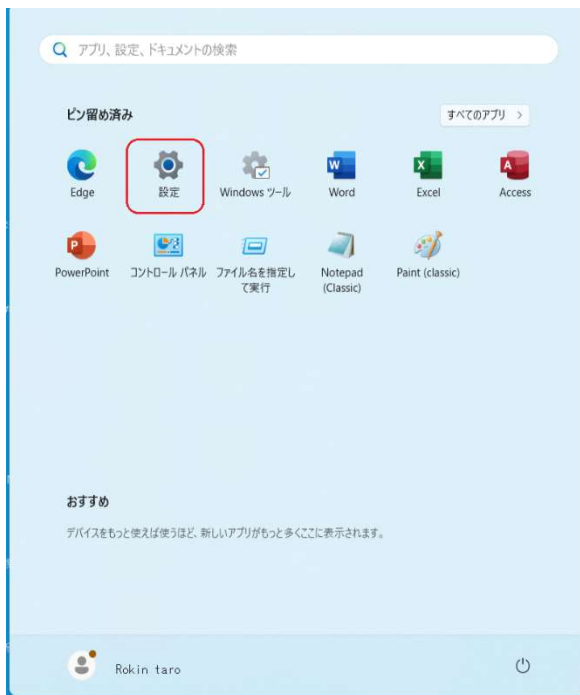 アプリ、設定、ドキュメントの検索
ピン留め済み
すべてのアプリ >
Edge
設定
Windows ツール
Word
Excel
Access
PowerPoint
コントロール パネル
ファイル名を指定し
て実行
Notepad
(Classic)
Paint (classic)
おすすめ
デバイスをもっと使えば使うほど、新しいアプリがもっと多くここに表示されます。
Rokin taro